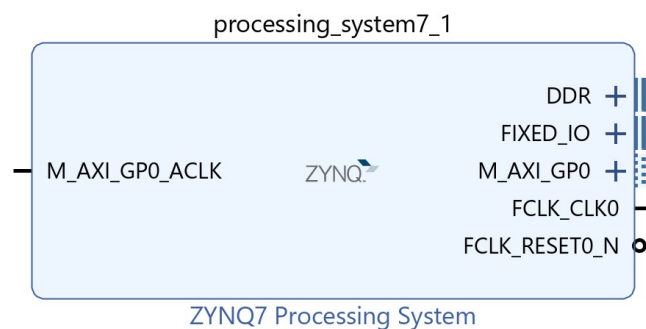 processing_system7_1
DDR
FIXED_IO
M_AXI_GP0_ACLK
ZYNQ
M_AXI_GP0
FCLK_CLK0
FCLK_RESET0_N
ZYNQ7 Processing System